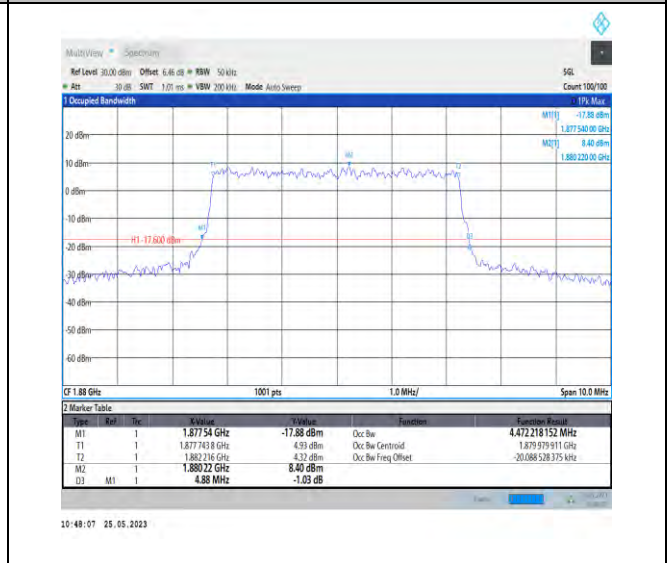 MultiView Spectrum
Ref Level 30.00 dBm Offset 6.46 dB RBW 50 kHz SGL
Att 30 dB SWT 1.01 ms VBW 200 kHz Mode Auto Sweep Count 100/100
1 Occupied Bandwidth 1Pk Max
M1[1] -17.88 dBm
1.877 540 00 GHz
20 dBm
M2[1] 8.40 dBm
1.880 220 00 GHz
M2
T1 T2
10 dBm
0 dBm
-10 dBm
M1
D3
H1 -17.600 dBm
-20 dBm
-30 dBm
-40 dBm
-50 dBm
-60 dBm
CF 1.88 GHz 1001 pts 1.0 MHz/ Span 10.0 MHz
2 Marker Table
Type Ref Trc X-Value Y-Value Function Function Result
M1 1 1.87754 GHz -17.88 dBm Occ Bw 4.472 218 152 MHz
T1 1 1.877 743 8 GHz 4.93 dBm Occ Bw Centroid 1.879 979 911 GHz
T2 1 1.882 216 GHz 4.32 dBm Occ Bw Freq Offset -20.088 528 375 kHz
M2 1 1.88022 GHz 8.40 dBm
D3 M1 1 4.88 MHz -1.03 dB
10:48:07 25.05.2023